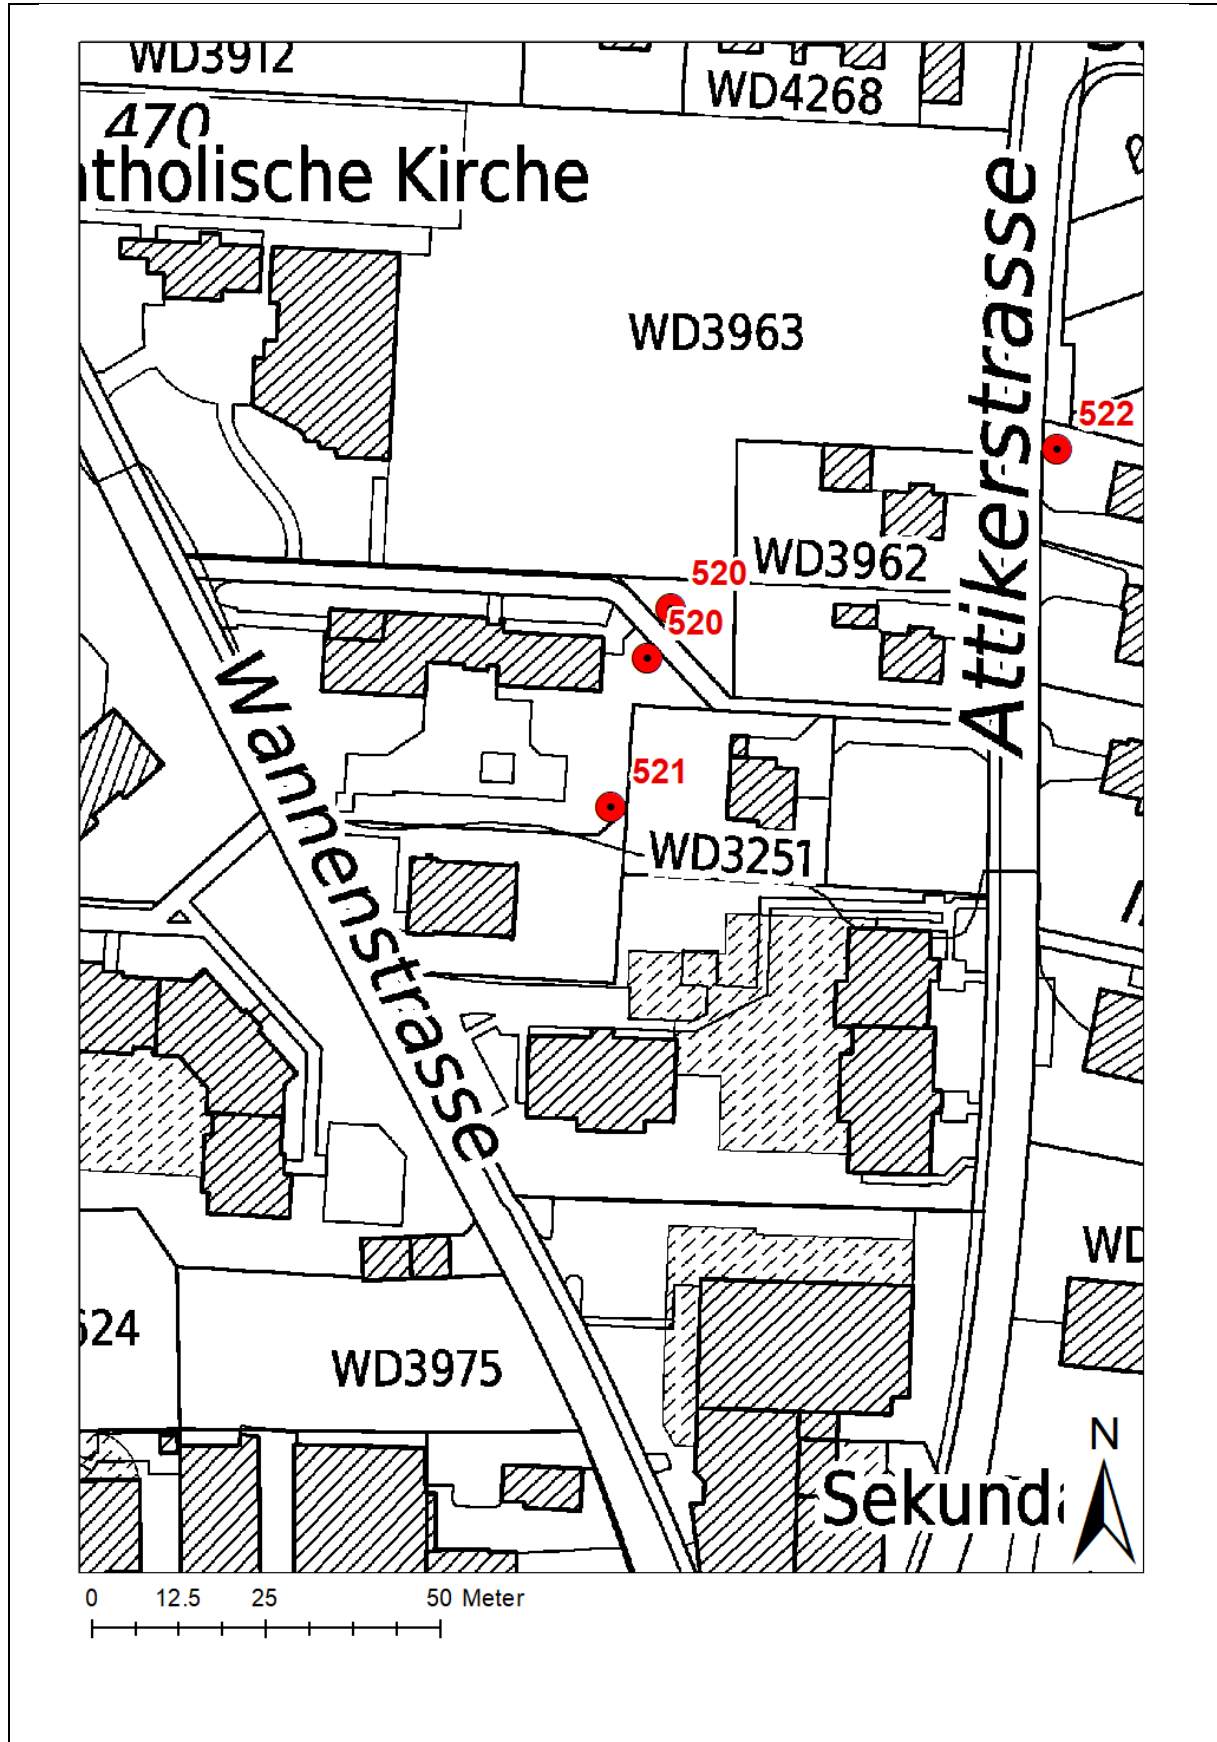 WD3912
WD4268
470
tholische Kirche
Attikerstrasse
WD3963
522
WD3962
520
520
Wannenstrasse
521
WD3251
WD
524
WD3975
N
Sekund
0 12.5 25 50 Meter